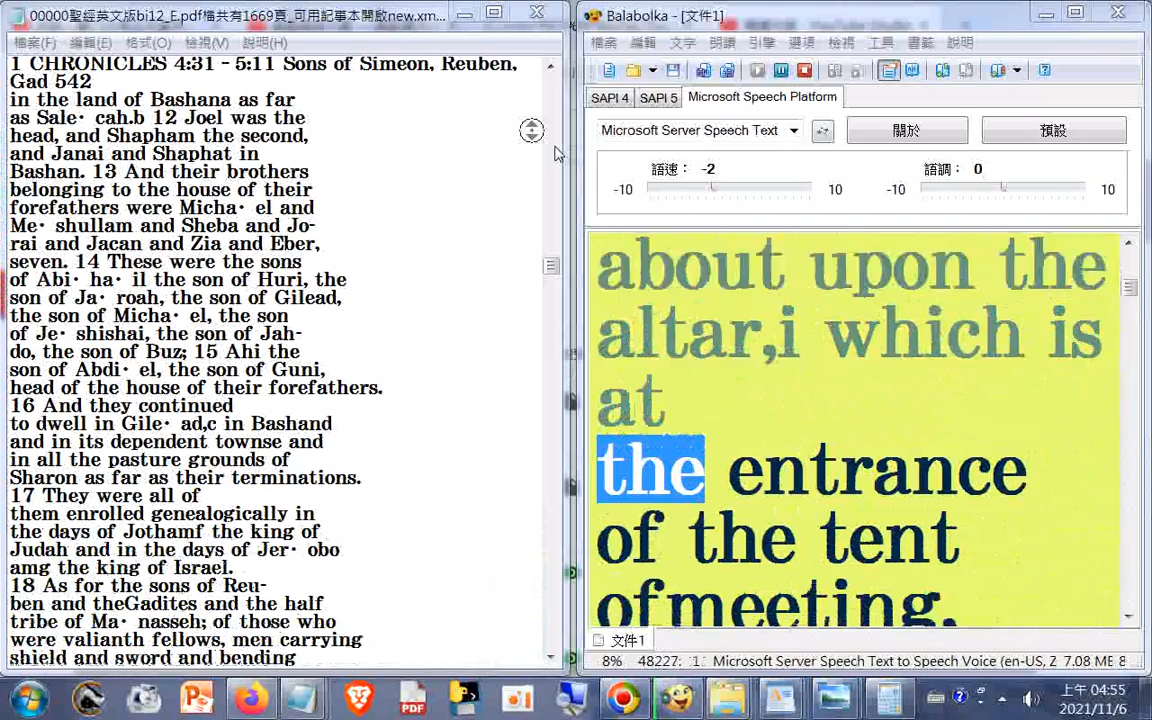 00000聖經英文版bi12_E.pdf檔共有1669頁_可用記事本開啟new.xm...
檔案(F) 編輯(E) 格式(O) 檢視(V) 說明(H)
1 CHRONICLES 4:31 - 5:11 Sons of Simeon, Reuben,
Gad 542
in the land of Bashana as far
as Sale· cah.b 12 Joel was the
head, and Shapham the second,
and Janai and Shaphat in
Bashan. 13 And their brothers
belonging to the house of their
forefathers were Micha· el and
Me· shullam and Sheba and Jo-
rai and Jacan and Zia and Eber,
seven. 14 These were the sons
of Abi· ha· il the son of Huri, the
son of Ja· roah, the son of Gilead,
the son of Micha· el, the son
of Je· shishai, the son of Jah-
do, the son of Buz; 15 Ahi the
son of Abdi· el, the son of Guni,
head of the house of their forefathers.
16 And they continued
to dwell in Gile· ad,c in Bashand
and in its dependent townse and
in all the pasture grounds of
Sharon as far as their terminations.
17 They were all of
them enrolled genealogically in
the days of Jothamf the king of
Judah and in the days of Jer· obo
amg the king of Israel.
18 As for the sons of Reu-
ben and theGadites and the half
tribe of Ma· nasseh; of those who
were valianth fellows, men carrying
shield and sword and bending
Balabolka - [文件1]
檔案 編輯 文字 朗讀 引擎 選項 檢視 工具 書籤 說明
SAPI 4 SAPI 5 Microsoft Speech Platform
Microsoft Server Speech Text 關於 預設
語速： -2 語調： 0
-10 10 -10 10
about upon the
altar,i which is
at
the entrance
of the tent
ofmeeting.
文件1
8% 48227: Microsoft Server Speech Text to Speech Voice (en-US, Z 7.08 MB 8
PDF
上午 04:55
2021/11/6